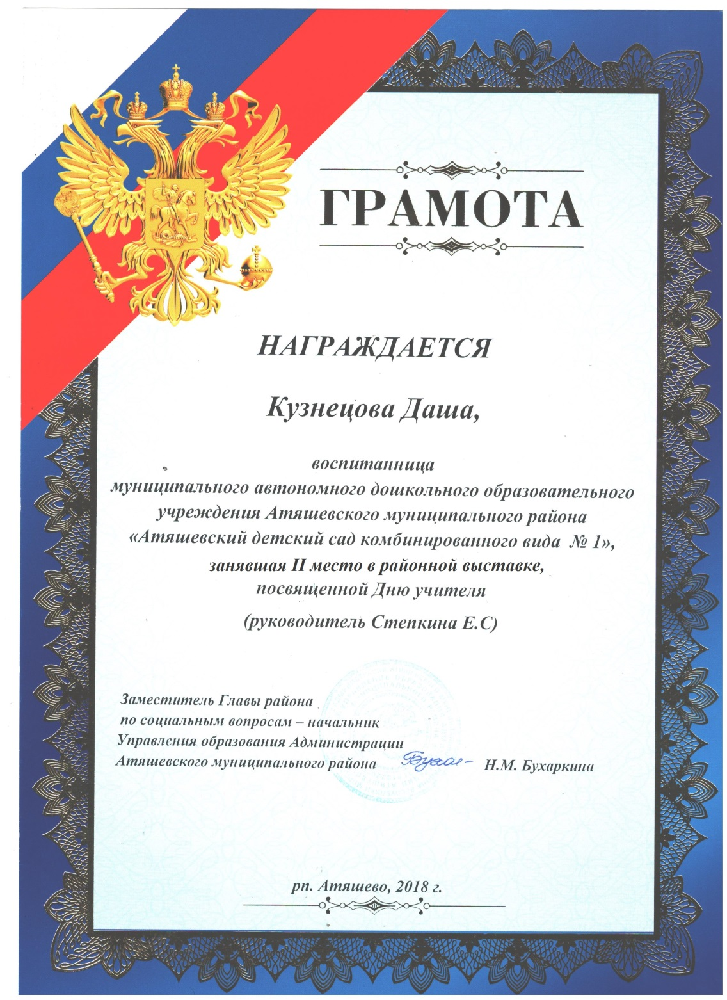 ГРАМОТА
НАГРАЖДАЕТСЯ
Кузнецова Даша,
воспитанница
муниципального автономного дошкольного образовательного
учреждения Атяшевского муниципального района
«Атяшевский детский сад комбинированного вида № 1»,
занявшая II место в районной выставке,
посвященной Дню учителя
(руководитель Степкина Е.С)
Заместитель Главы района
по социальным вопросам – начальник
Управления образования Администрации
Атяшевского муниципального района Н.М. Бухаркина
рп. Атяшево, 2018 г.